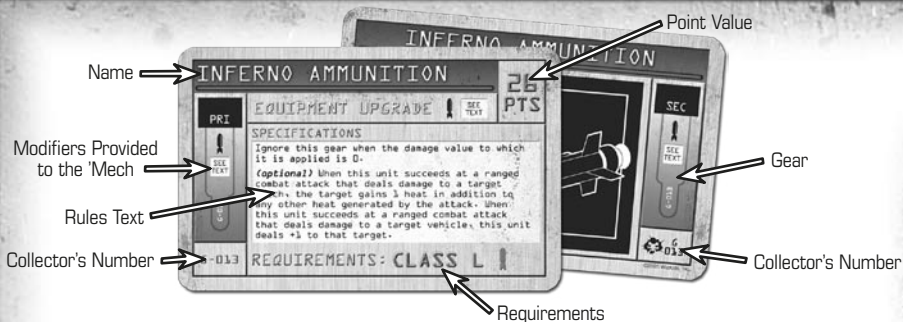 Point Value
INFERNO AMMUNITION
Name
INFERNO AMMUNITION
26
PTS
PRI
EQUIPMENT UPGRADE
SEE
TEXT
SEC
SPECIFICATIONS
Ignore this gear when the damage value to which
it is applied is 0.
Modifiers Provided
to the 'Mech
SEE
TEXT
(optional) When this unit succeeds at a ranged
combat attack that deals damage to a target
the target gains 1 heat in addition to
any other heat generated by the attack. When
this unit succeeds at a ranged combat attack
that deals damage to a target vehicle, this unit
deals +1 to that target.
SEE
TEXT
Gear
Rules Text
G-013
G-013
Collector's Number
G-013
REQUIREMENTS: CLASS L
G
013
Collector's Number
Requirements